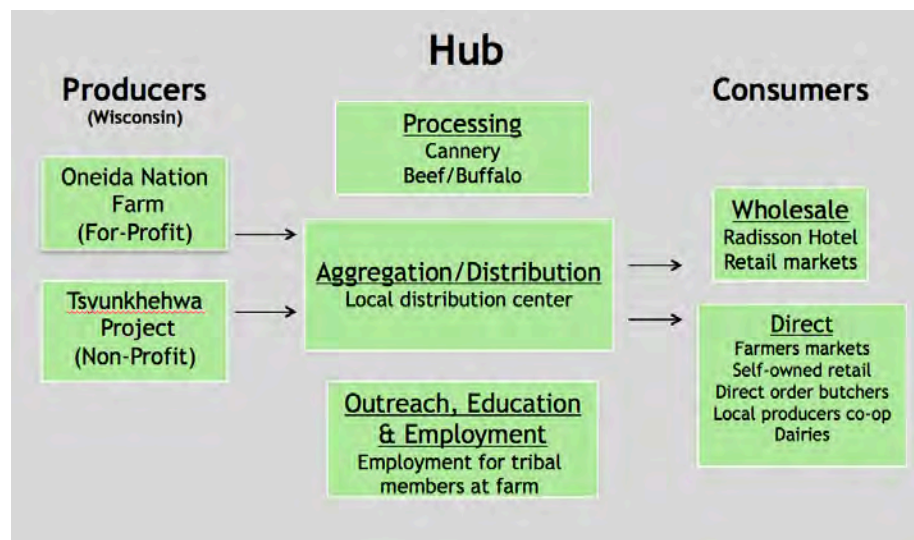 Hub
Producers
(Wisconsin)
Oneida Nation
Farm
(For-Profit)
Tsvunkhehwa
Project
(Non-Profit)
Processing
Cannery
Beef/Buffalo
Aggregation/Distribution
Local distribution center
Outreach, Education
& Employment
Employment for tribal
members at farm
Consumers
Wholesale
Radisson Hotel
Retail markets
Direct
Farmers markets
Self-owned retail
Direct order butchers
Local producers co-op
Dairies